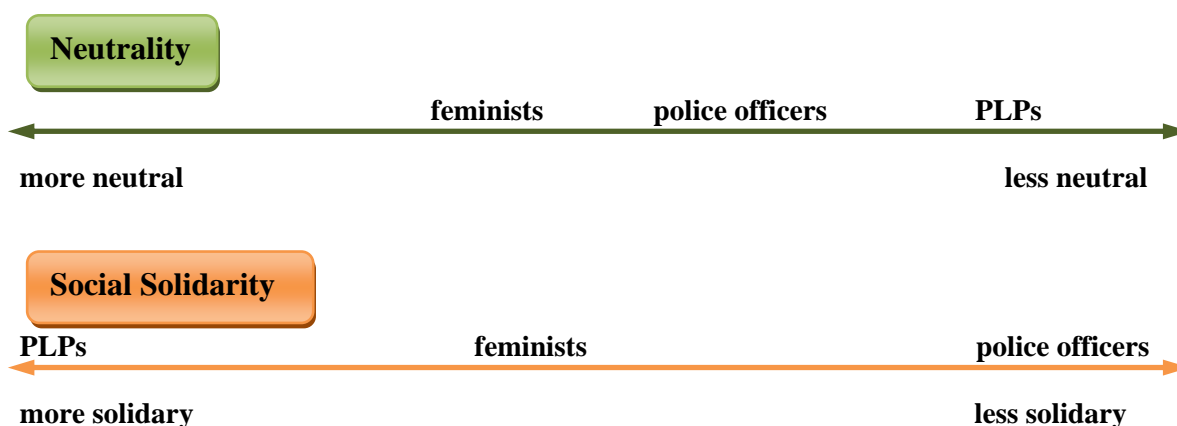 Neutrality
feminists police officers PLPs
more neutral less neutral
Social Solidarity
PLPs feminists police officers
more solidary less solidary